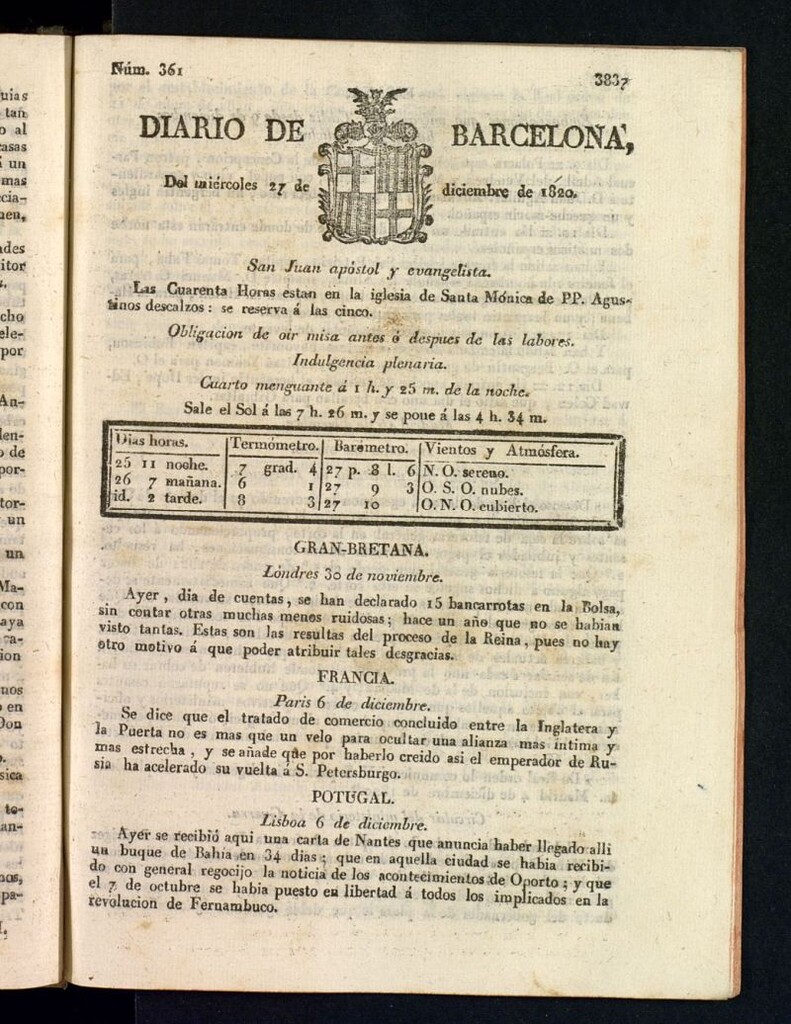 Núm. 361
3837
DIARIO DE BARCELONA,
Del miércoles 27 de diciembre de 1820.
San Juan apóstol y evangelista.
Las Cuarenta Horas estan en la iglesia de Santa Mónica de PP. Agus-
tinos descalzos: se reserva á las cinco.
Obligacion de oir misa antes ó despues de las labores.
Indulgencia plenaria.
Cuarto menguante á 1 h. y 25 m. de la noche.
Sale el Sol á las 7 h. 26 m. y se pone á las 4 h. 34 m.
Dias horas. Termómetro. Barómetro. Vientos y Atmósfera.
25 11 noche. 7 grad. 4 27 p. 8 l. 6 N. O. sereno.
26 7 mañana. 6 1 27 9 3 O. S. O. nubes.
id. 2 tarde. 8 3 27 10 O. N. O. cubierto.
GRAN-BRETANA.
Lóndres 30 de noviembre.
Ayer, dia de cuentas, se han declarado 15 bancarrotas en la Bolsa,
sin contar otras muchas menos ruidosas; hace un año que no se habian
visto tantas. Estas son las resultas del proceso de la Reina, pues no hay
otro motivo á que poder atribuir tales desgracias.
FRANCIA.
Paris 6 de diciembre.
Se dice que el tratado de comercio concluido entre la Inglatera y
la Puerta no es mas que un velo para ocultar una alianza mas íntima y
mas estrecha, y se añade que por haberlo creido asi el emperador de Ru-
sia ha acelerado su vuelta á S. Petersburgo.
POTUGAL.
Lisboa 6 de diciembre.
Ayer se recibió aqui una carta de Nantes que anuncia haber llegado alli
un buque de Bahía en 34 dias; que en aquella ciudad se habia recibi-
do con general regocijo la noticia de los acontecimientos de Oporto; y que
el 7 de octubre se habia puesto en libertad á todos los implicados en la
revolucion de Fernambuco.